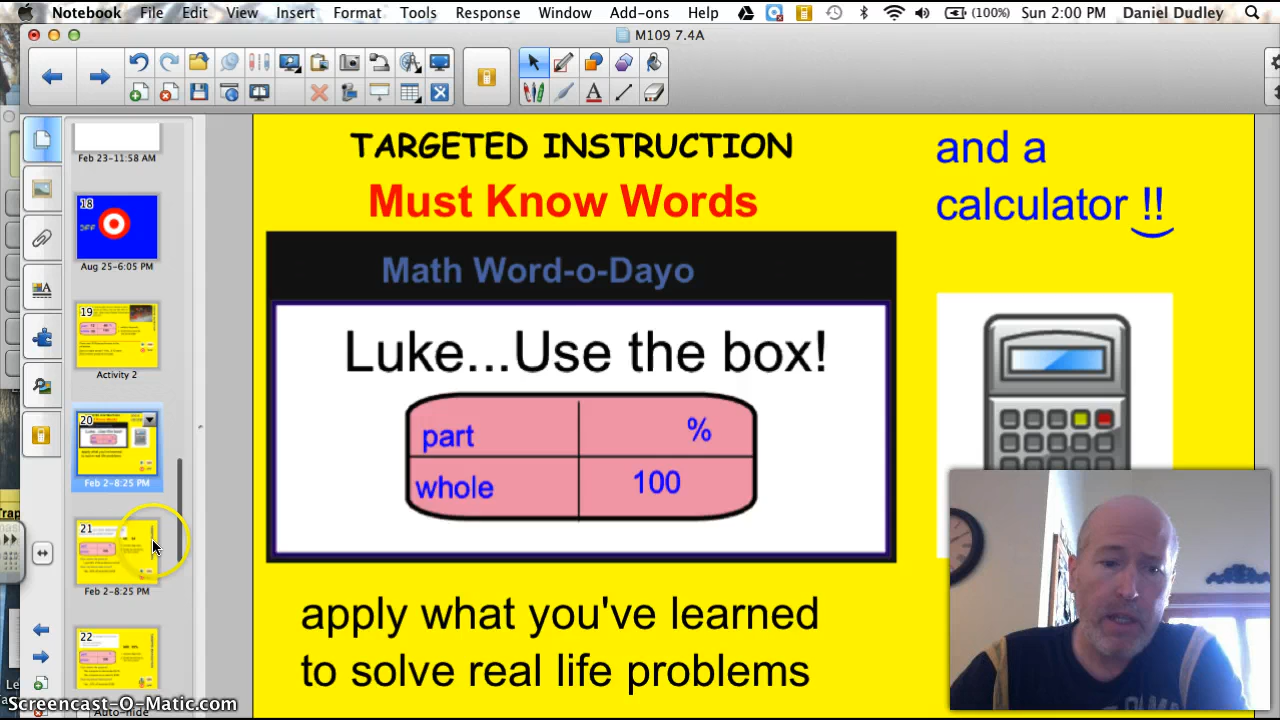 Notebook File Edit View Insert Format Tools Response Window Add-ons Help (100%) Sun 2:00 PM Daniel Dudley
M109 7.4A
Feb 23-11:58 AM
18
Aug 25-6:05 PM
19
Activity 2
20
Feb 2-8:25 PM
21
Feb 2-8:25 PM
22
TARGETED INSTRUCTION
Must Know Words
Math Word-o-Dayo
Luke...Use the box!
part %
whole 100
apply what you've learned
to solve real life problems
and a
calculator !!
Screencast-O-Matic.com